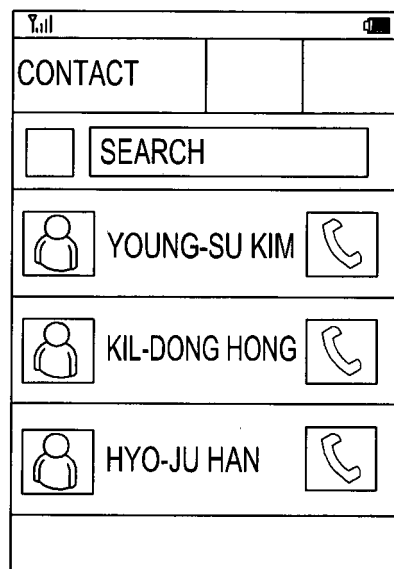 CONTACT
SEARCH
YOUNG-SU KIM
KIL-DONG HONG
HYO-JU HAN